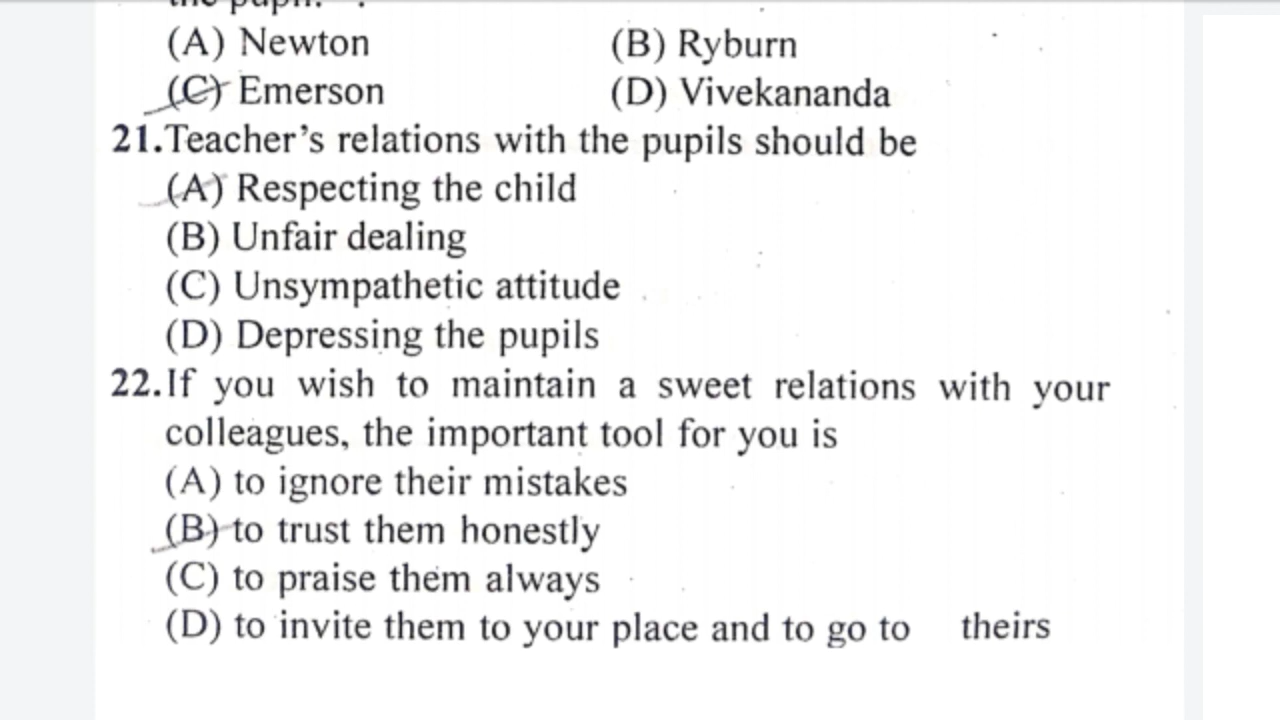 the pupil.
(A) Newton (B) Ryburn
(C) Emerson (D) Vivekananda
21.Teacher's relations with the pupils should be
(A) Respecting the child
(B) Unfair dealing
(C) Unsympathetic attitude
(D) Depressing the pupils
22.If you wish to maintain a sweet relations with your
colleagues, the important tool for you is
(A) to ignore their mistakes
(B) to trust them honestly
(C) to praise them always
(D) to invite them to your place and to go to theirs